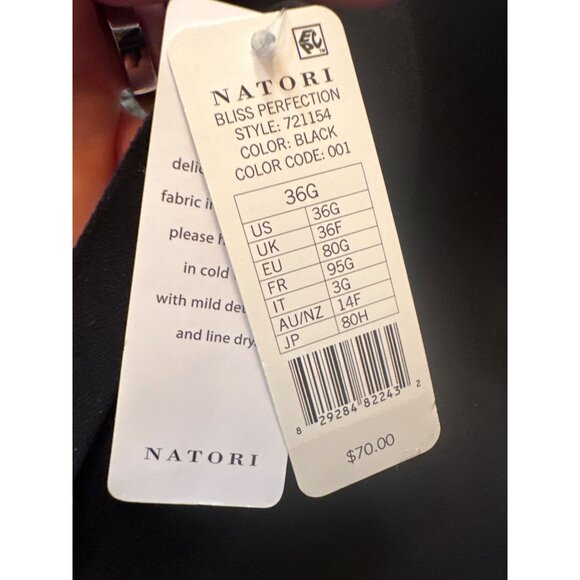 NATORI
BLISS PERFECTION
STYLE: 721154
COLOR: BLACK
COLOR CODE: 001
36G
US 36G
UK 36F
EU 80G
FR 95G
IT 3G
AU/NZ 14F
JP 80H
8 29284 82243 2
$70.00
fabric
please
in cold
with mild
and line dry.
NATORI